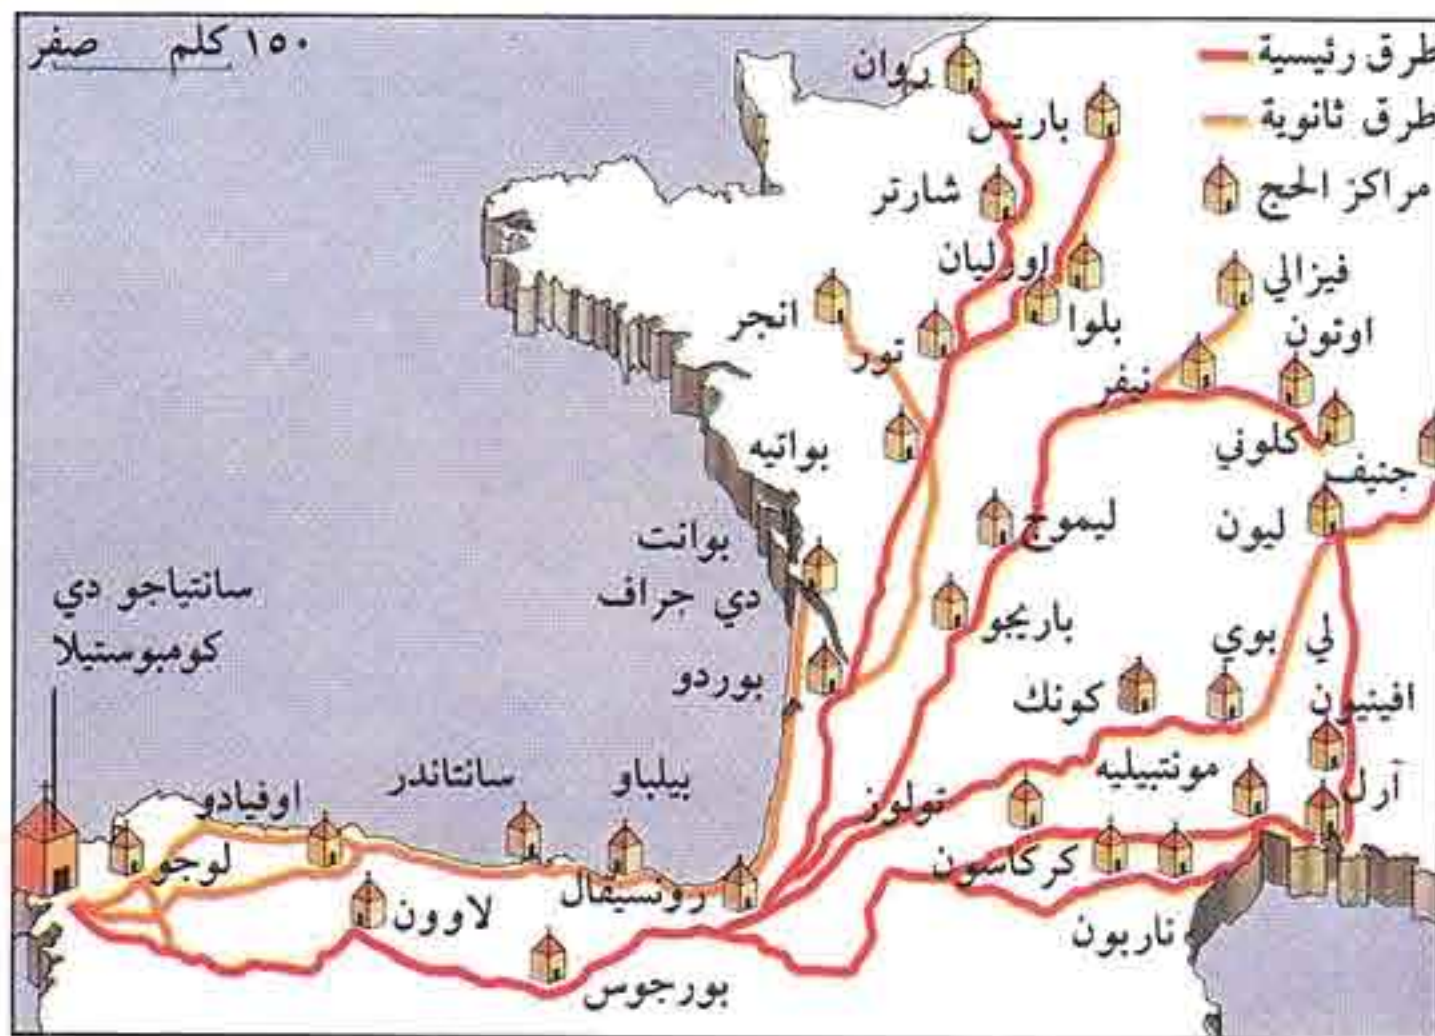 ١٥٠ كلم صفر
طرق رئيسية
طرق ثانوية
مراكز الحج
روان
باريس
شارتر
اورليان
فيزالي
انجر
تور
بلوا
اوتون
نيفر
كلوني
جنيف
بواتيه
ليموج
ليون
بوانت
دي جراف
سانتياجو دي
كومبوستيلا
باريجو
لي بوي
بوردو
كونك
افينيون
سانتاندر
بيلباو
مونتبيليه
آرل
اوفيادو
تولوز
لوجو
كركاسون
رونسيفال
لاوون
ناربون
بورجوس